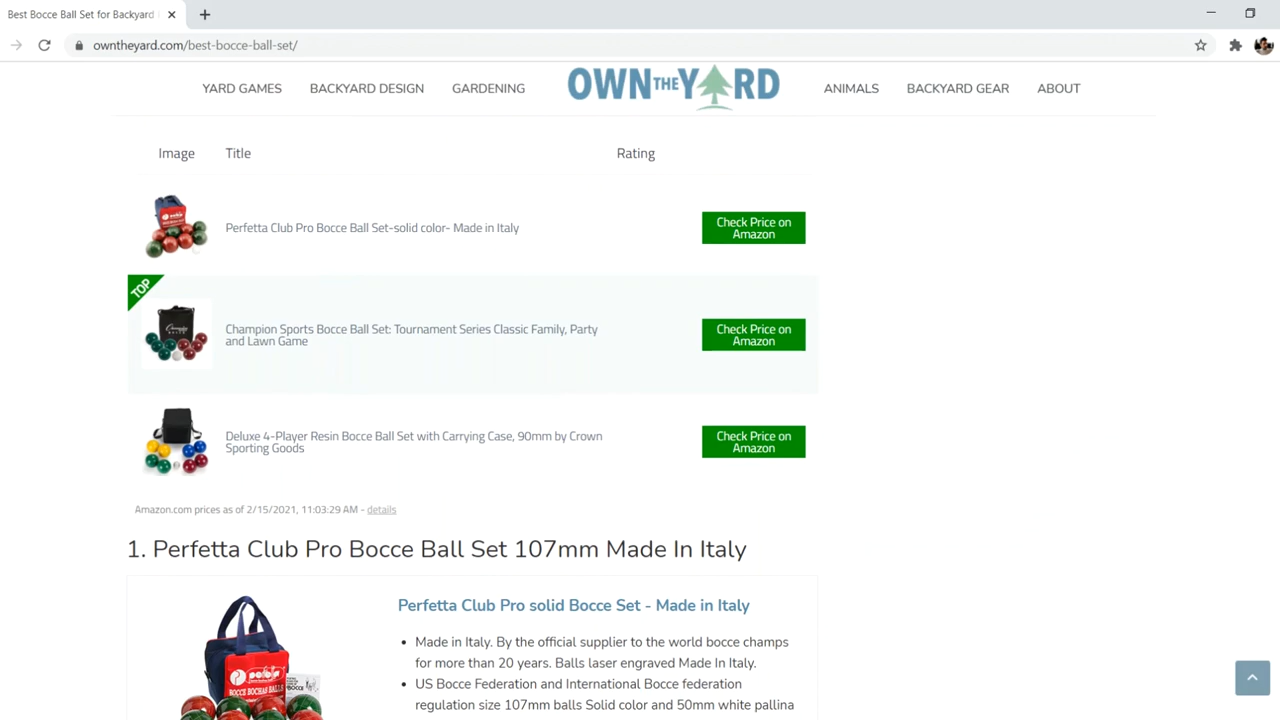 Best Bocce Ball Set for Backyard
owntheyard.com/best-bocce-ball-set/
YARD GAMES BACKYARD DESIGN GARDENING OWN THE YARD ANIMALS BACKYARD GEAR ABOUT
Image Title Rating
Perfetta Club Pro Bocce Ball Set-solid color- Made in Italy
Check Price on
Amazon
TOP
Champion Sports Bocce Ball Set: Tournament Series Classic Family, Party
and Lawn Game
Check Price on
Amazon
Deluxe 4-Player Resin Bocce Ball Set with Carrying Case, 90mm by Crown
Sporting Goods
Check Price on
Amazon
Amazon.com prices as of 2/15/2021, 11:03:29 AM - details
1. Perfetta Club Pro Bocce Ball Set 107mm Made In Italy
Perfetta Club Pro solid Bocce Set - Made in Italy
• Made in Italy. By the official supplier to the world bocce champs
for more than 20 years. Balls laser engraved Made In Italy.
• US Bocce Federation and International Bocce federation
regulation size 107mm balls Solid color and 50mm white pallina